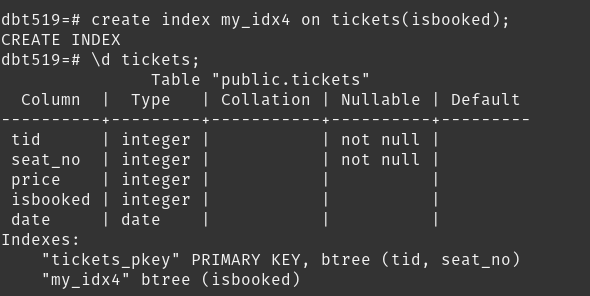 dbt519=# create index my_idx4 on tickets(isbooked);
CREATE INDEX
dbt519=# \d tickets;
               Table "public.tickets"
  Column  |  Type   | Collation | Nullable | Default
----------+---------+-----------+----------+---------
 tid      | integer |           | not null |
 seat_no  | integer |           | not null |
 price    | integer |           |          |
 isbooked | integer |           |          |
 date     | date    |           |          |
Indexes:
    "tickets_pkey" PRIMARY KEY, btree (tid, seat_no)
    "my_idx4" btree (isbooked)